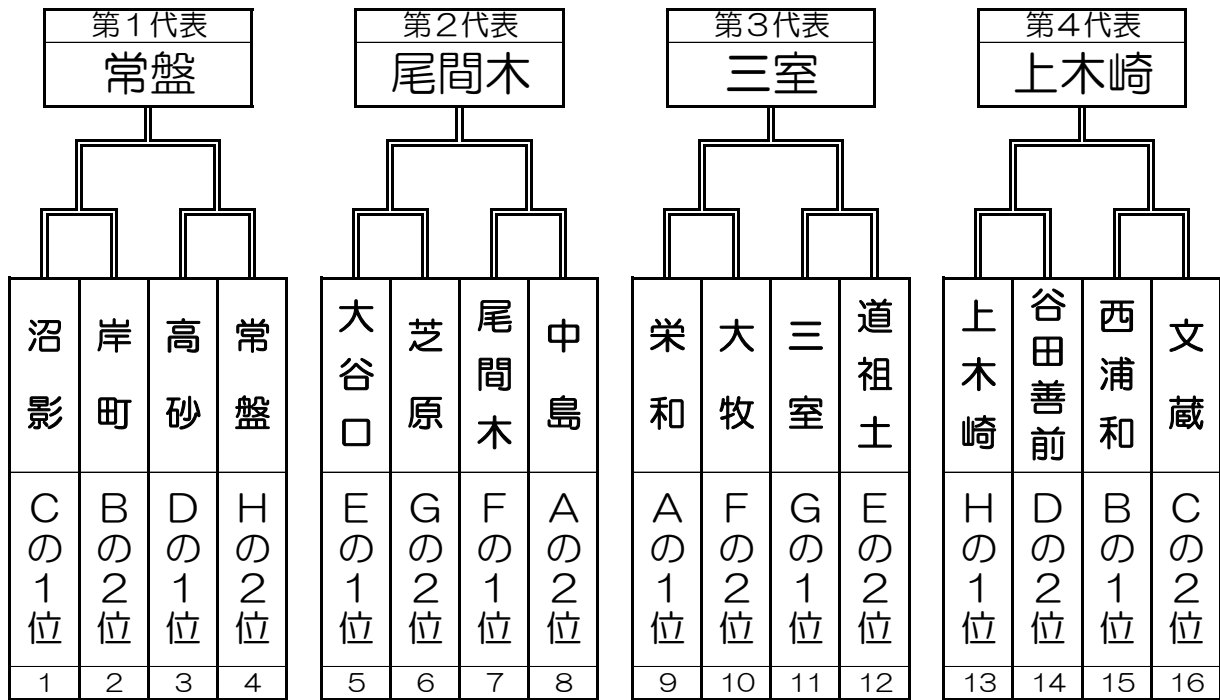 第1代表
常盤
第2代表
尾間木
第3代表
三室
第4代表
上木崎
沼影
岸町
高砂
常盤
大谷口
芝原
尾間木
中島
栄和
大牧
三室
道祖土
上木崎
谷田善前
西浦和
文蔵
Cの1位
Bの2位
Dの1位
Hの2位
Eの1位
Gの2位
Fの1位
Aの2位
Aの1位
Fの2位
Gの1位
Eの2位
Hの1位
Dの2位
Bの1位
Cの2位
1
2
3
4
5
6
7
8
9
10
11
12
13
14
15
16